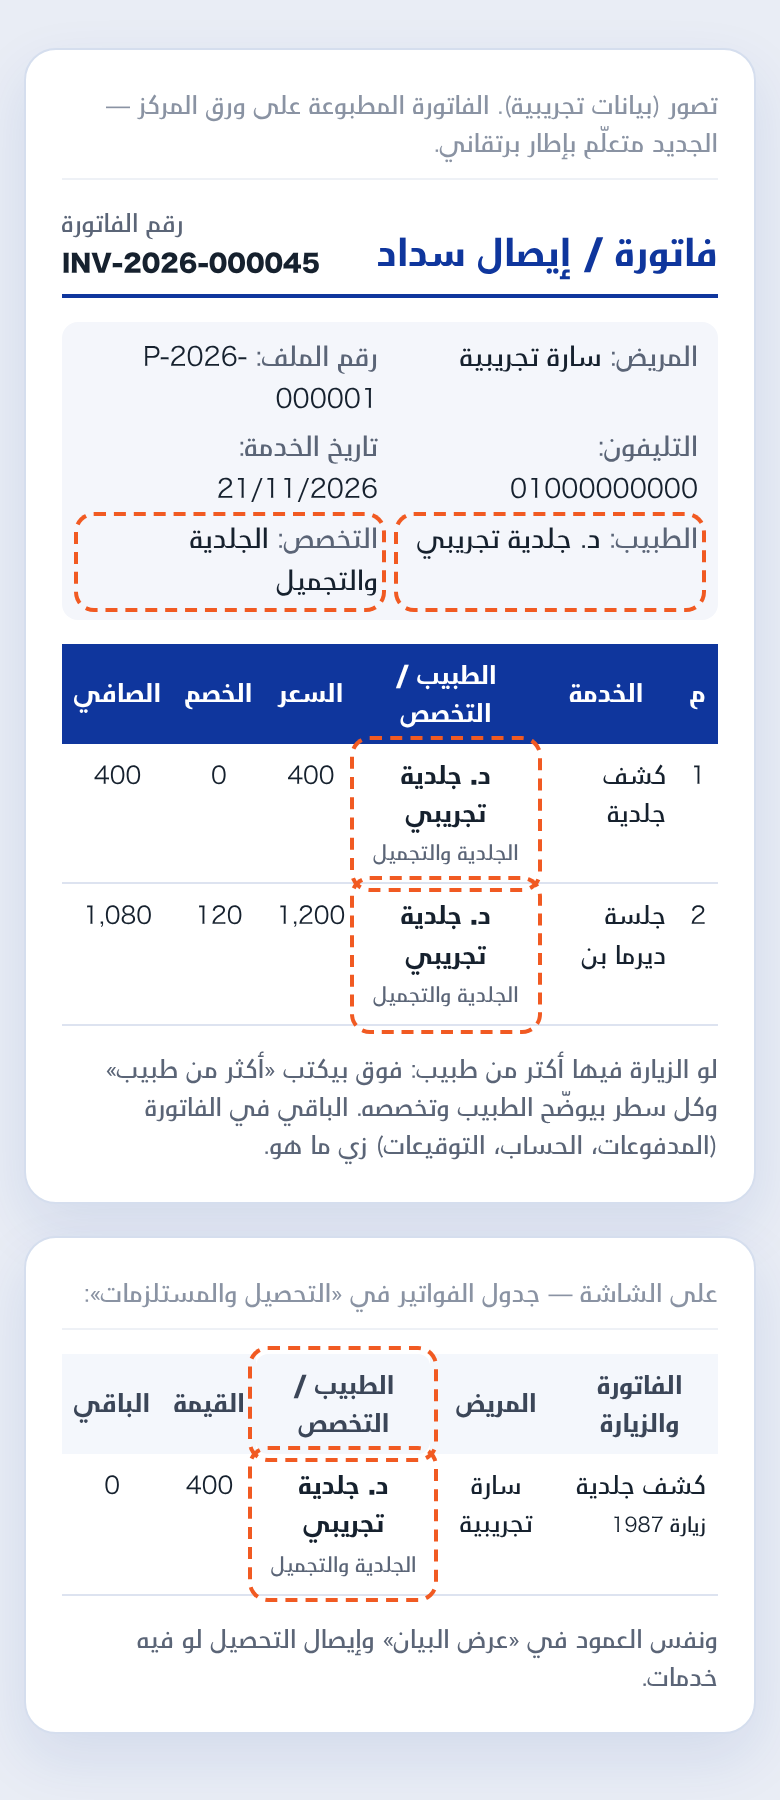 تصور (بيانات تجريبية). الفاتورة المطبوعة على ورق المركز —
الجديد متعلّم بإطار برتقاني.
فاتورة / إيصال سداد
رقم الفاتورة
INV-2026-000045
المريض: سارة تجريبية
رقم الملف: P-2026-
000001
التليفون:
01000000000
تاريخ الخدمة:
21/11/2026
الطبيب: د. جلدية تجريبي
التخصص: الجلدية
والتجميل
م الخدمة الطبيب / التخصص السعر الخصم الصافي
1 كشف جلدية د. جلدية تجريبي 400 0 400
الجلدية والتجميل
2 جلسة ديرما بن د. جلدية تجريبي 1,200 120 1,080
الجلدية والتجميل
لو الزيارة فيها أكتر من طبيب: فوق بيكتب «أكثر من طبيب»
وكل سطر بيوضّح الطبيب وتخصصه. الباقي في الفاتورة
(المدفوعات، الحساب، التوقيعات) زي ما هو.
على الشاشة — جدول الفواتير في «التحصيل والمستلزمات»:
الفاتورة والزيارة المريض الطبيب / التخصص القيمة الباقي
كشف جلدية سارة تجريبية د. جلدية تجريبي 400 0
زيارة 1987
الجلدية والتجميل
ونفس العمود في «عرض البيان» وإيصال التحصيل لو فيه
خدمات.